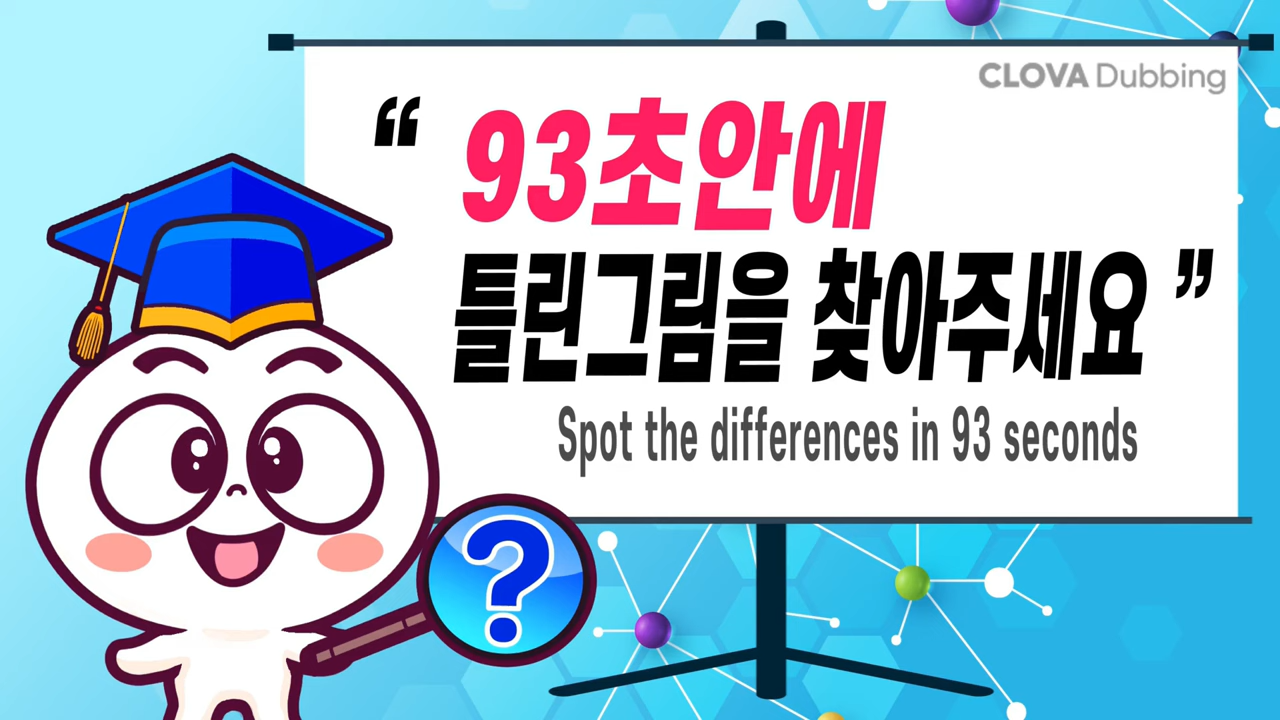 CLOVA Dubbing
“ 93초안에
틀린그림을 찾아주세요 ”
Spot the differences in 93 seconds
?